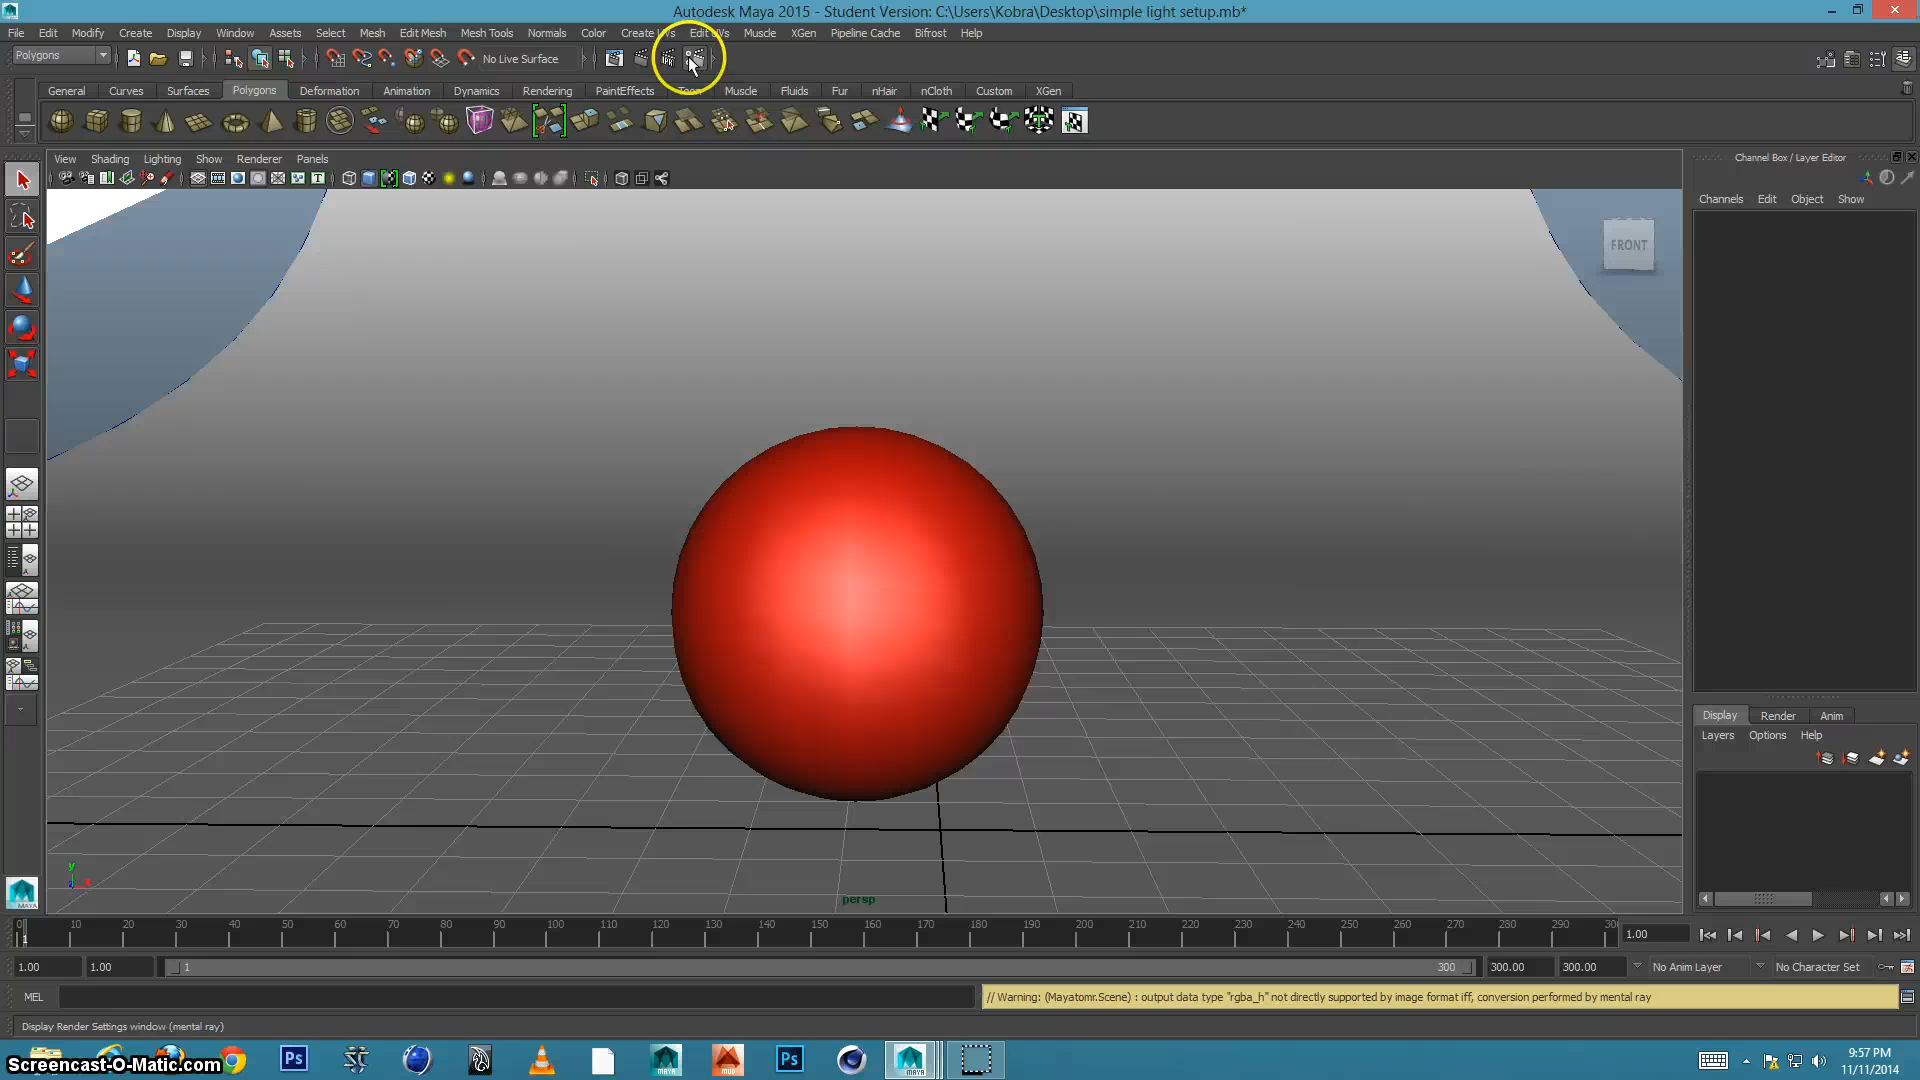 Autodesk Maya 2015 - Student Version: C:\Users\Kobra\Desktop\simple light setup.mb*
File Edit Modify Create Display Window Assets Select Mesh Edit Mesh Mesh Tools Normals Color Create UVs Edit UVs Muscle XGen Pipeline Cache Bifrost Help
Polygons No Live Surface
General Curves Surfaces Polygons Deformation Animation Dynamics Rendering PaintEffects Toon Muscle Fluids Fur nHair nCloth Custom XGen
View Shading Lighting Show Renderer Panels
Channel Box / Layer Editor
Channels Edit Object Show
FRONT
Display Render Anim
Layers Options Help
y
x
persp
0 10 20 30 40 50 60 70 80 90 100 110 120 130 140 150 160 170 180 190 200 210 220 230 240 250 260 270 280 290 30
1
1.00
1.00 1.00 1 300 300.00 300.00 No Anim Layer No Character Set
MEL // Warning: (Mayatomr.Scene) : output data type "rgba_h" not directly supported by image format iff, conversion performed by mental ray
Display Render Settings window (mental ray)
Screencast-O-Matic.com
Ps MAYA MUD Ps MAYA
9:57 PM
11/11/2014